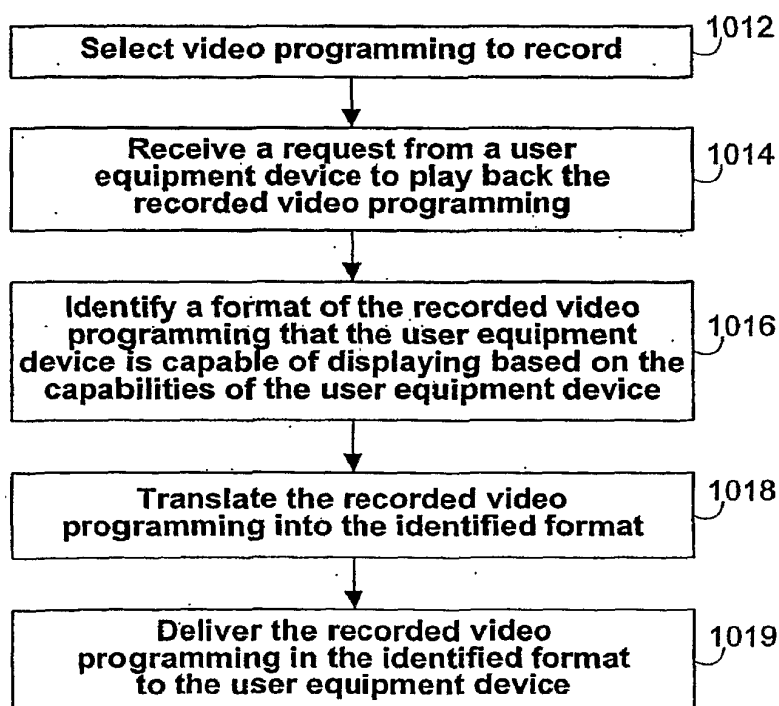 1012
Select video programming to record
1014
Receive a request from a user
equipment device to play back the
recorded video programming
1016
Identify a format of the recorded video
programming that the user equipment
device is capable of displaying based on the
capabilities of the user equipment device
1018
Translate the recorded video
programming into the identified format
1019
Deliver the recorded video
programming in the identified format
to the user equipment device